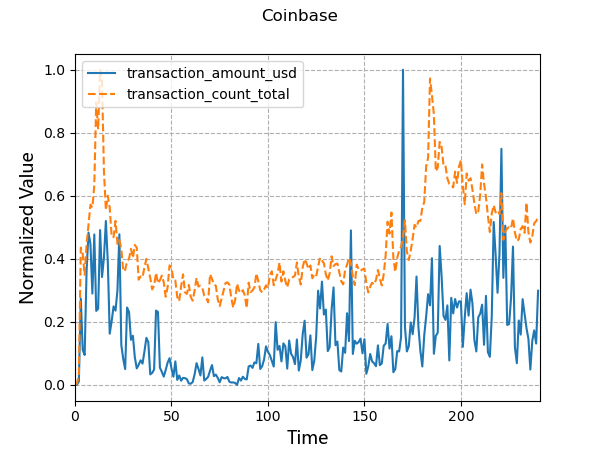 Coinbase
transaction_amount_usd
transaction_count_total
Normalized Value
1.0
0.8
0.6
0.4
0.2
0.0
0
50
100
150
200
Time